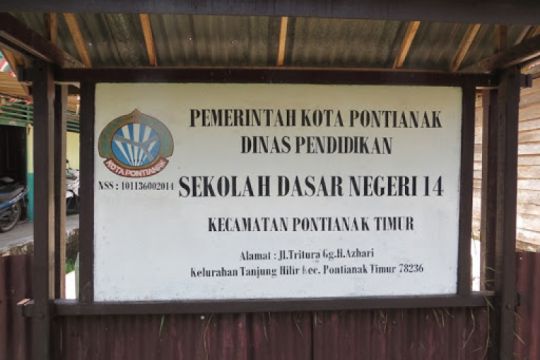 PEMERINTAH KOTA PONTIANAK
DINAS PENDIDIKAN
KOTA PONTIANAK
NSS : 101136002014
SEKOLAH DASAR NEGERI 14
KECAMATAN PONTIANAK TIMUR
Alamat : Jl.Tritura Gg.H.Azhari
Kelurahan Tanjung Hilir Kec. Pontianak Timur 78236